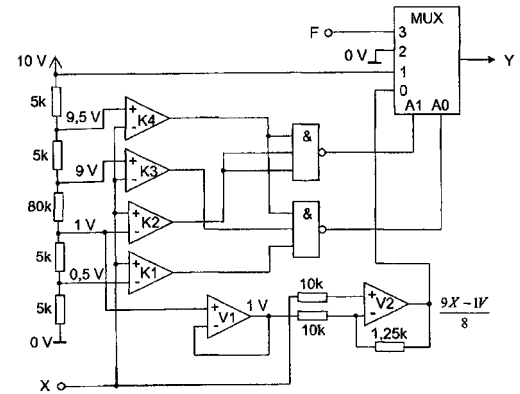 MUX
F
3
0 V
2
Y
10 V
1
0
A1 A0
5k
9,5 V
+
-
K4
&
5k
9 V
+
-
K3
80k
1 V
+
-
K2
&
5k
0,5 V
+
-
K1
5k
0 V
+
-
V1
1 V
10k
10k
+
-
V2
1,25k
9X − 1V
8
X